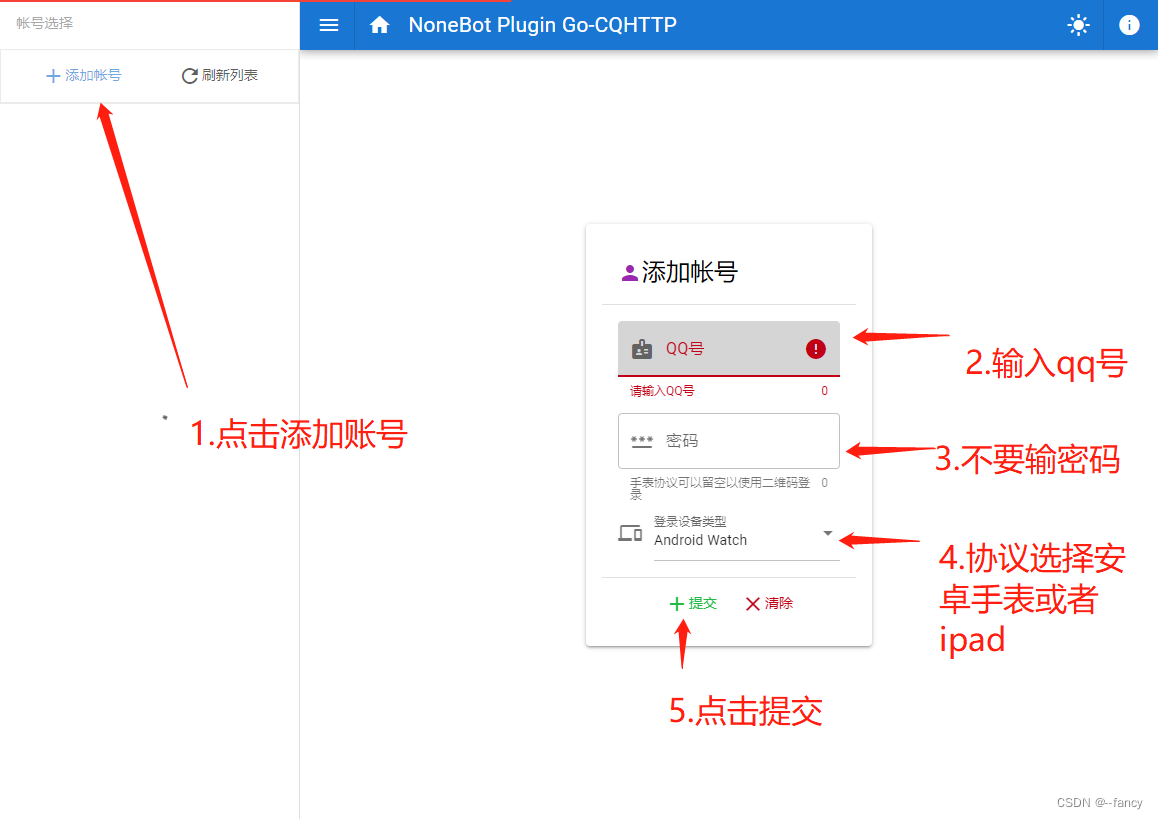 帐号选择
NoneBot Plugin Go-CQHTTP
添加帐号
刷新列表
1.点击添加账号
添加帐号
QQ号
请输入QQ号
0
2.输入qq号
密码
手表协议可以留空以使用二维码登
录
0
3.不要输密码
登录设备类型
Android Watch
4.协议选择安
卓手表或者
ipad
提交
清除
5.点击提交
CSDN @--fancy